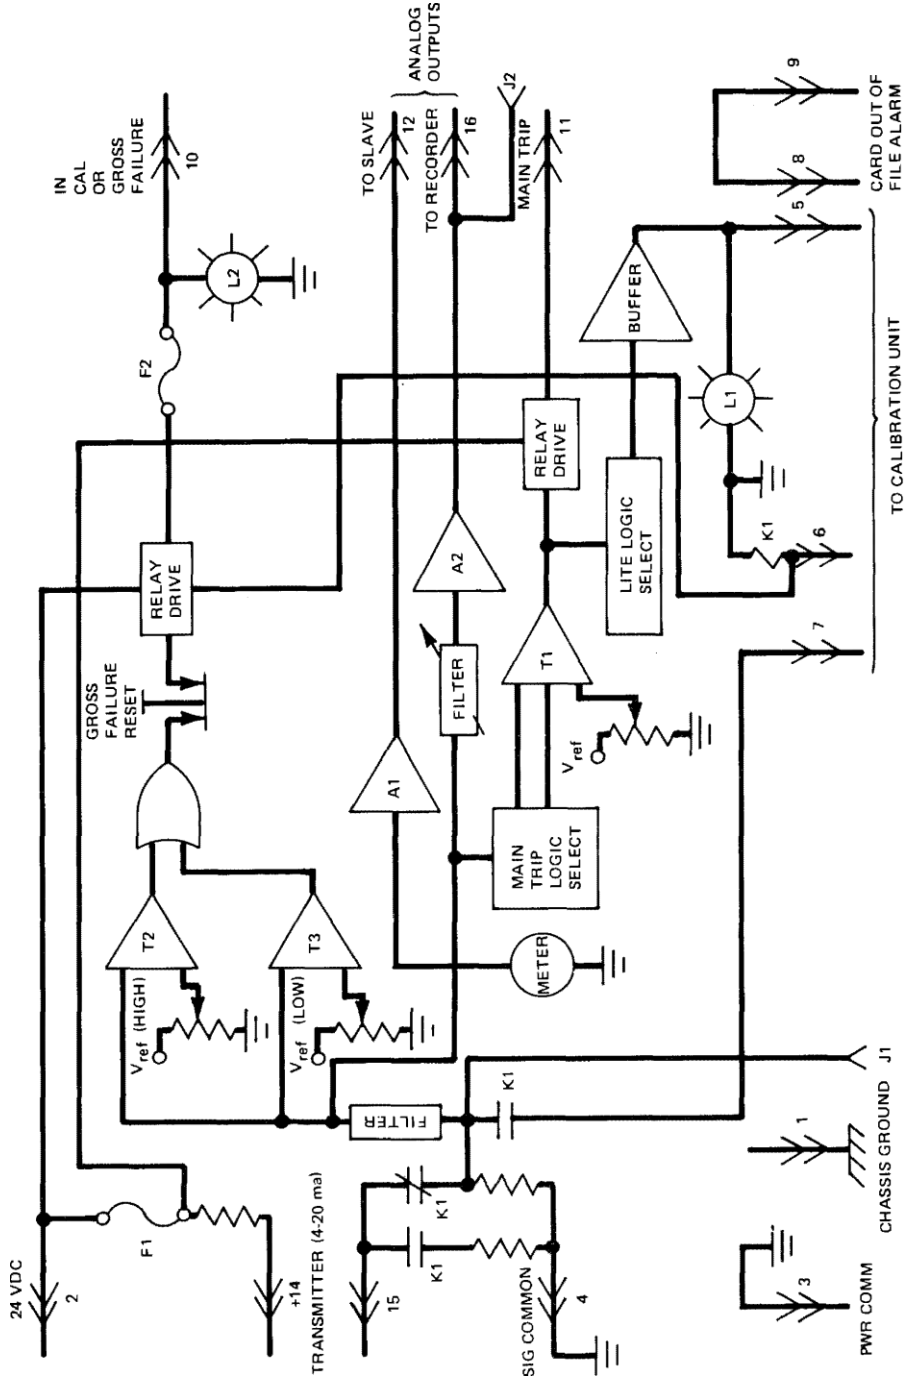 24 VDC
2
F1
+14
TRANSMITTER (4-20 ma)
15
K1
K1
SIG COMMON
4
PWR COMM
3
CHASSIS GROUND
1
J1
K1
FILTER
Vref (HIGH)
T2
Vref (LOW)
T3
GROSS
FAILURE
RESET
RELAY
DRIVE
F2
L2
IN
CAL
OR
GROSS
FAILURE
10
METER
A1
TO SLAVE
12
ANALOG
OUTPUTS
FILTER
A2
TO RECORDER
16
J2
MAIN
TRIP
LOGIC
SELECT
Vref
T1
RELAY
DRIVE
MAIN TRIP
11
LITE LOGIC
SELECT
BUFFER
L1
K1
7
6
5
TO CALIBRATION UNIT
8
9
CARD OUT OF
FILE ALARM